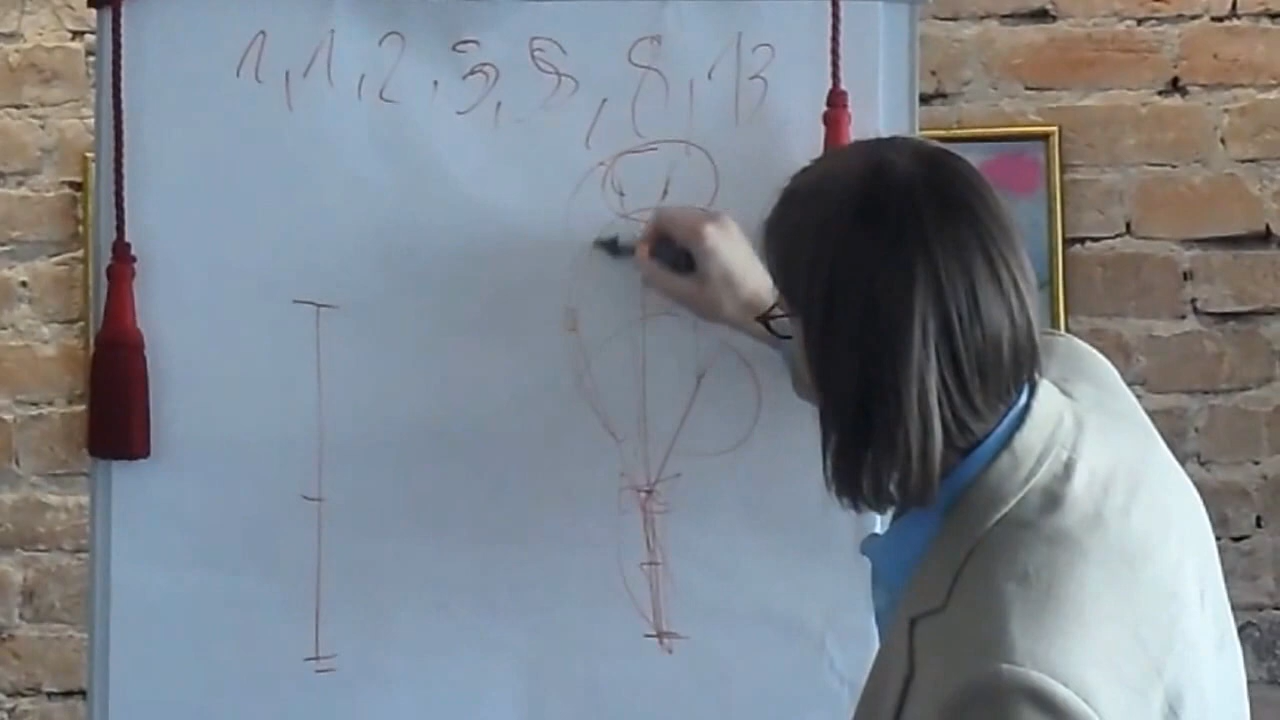 1, 1, 2, 3, 5, 8, 13